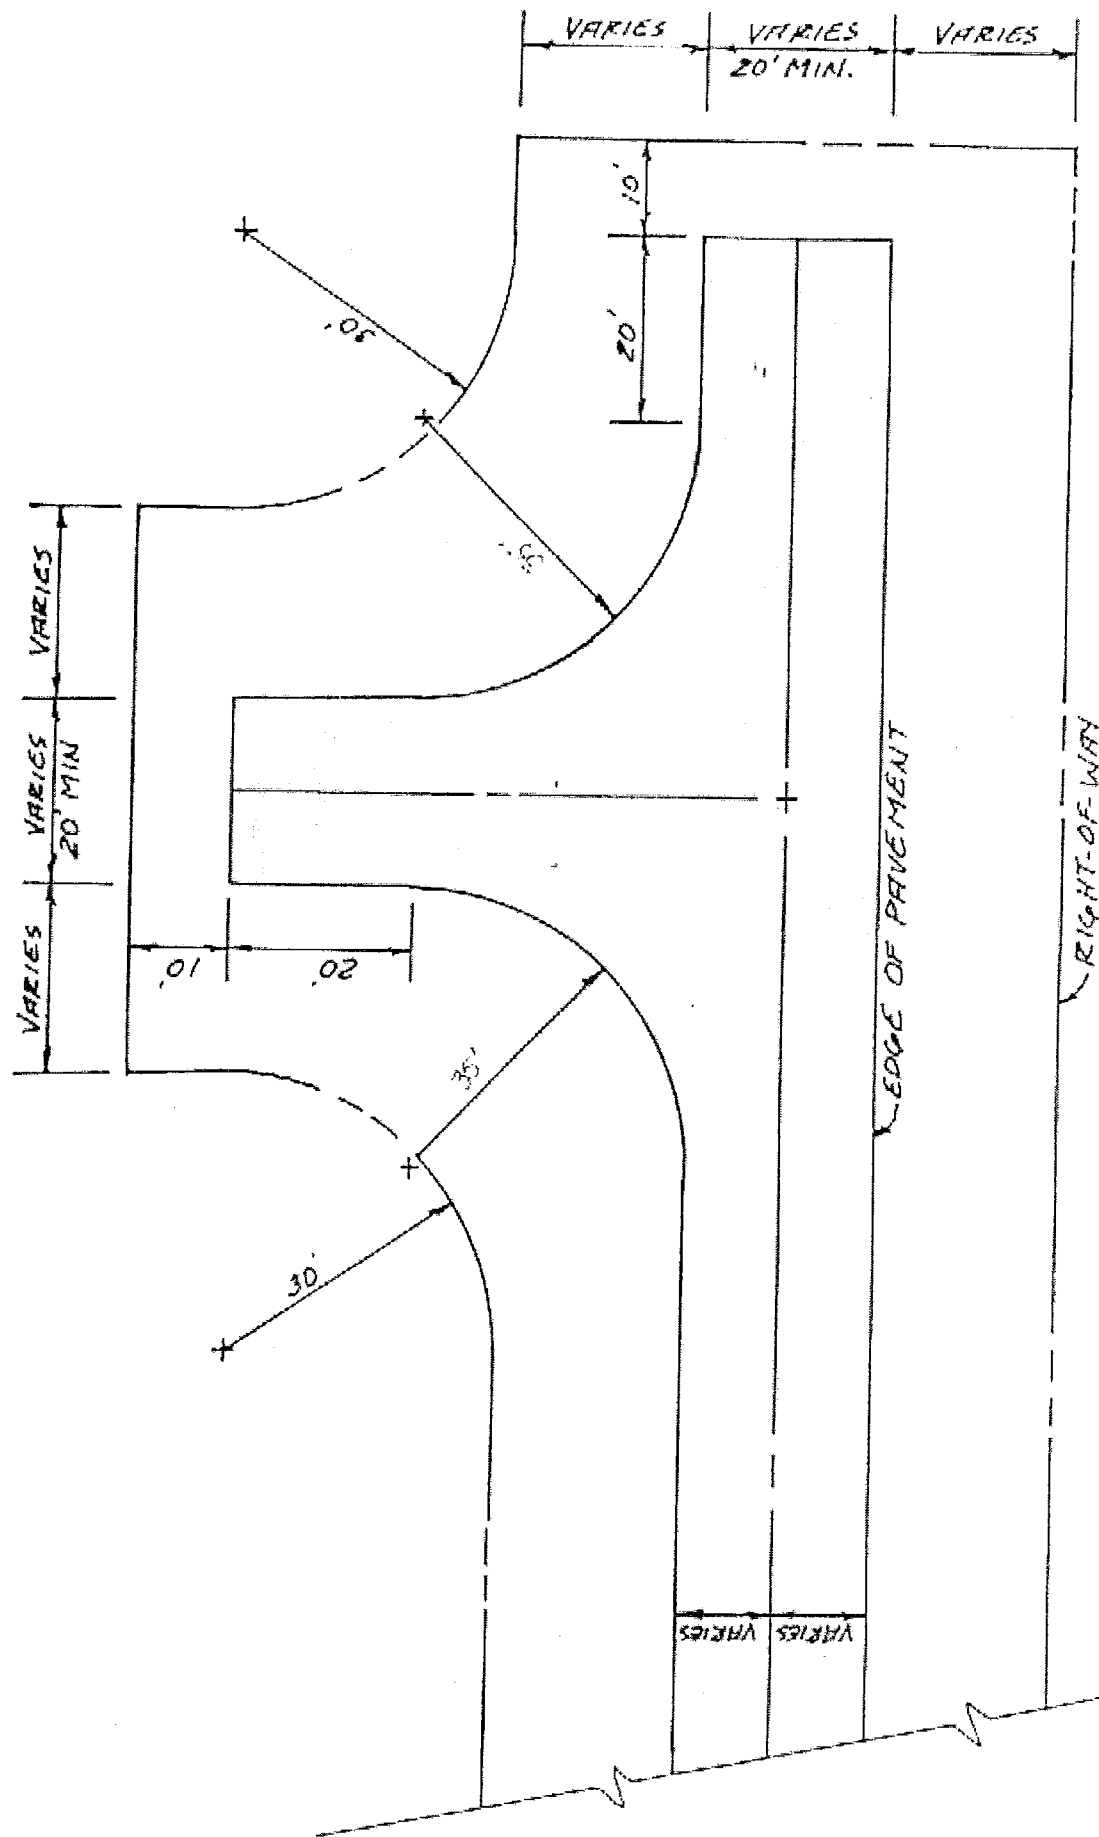 VARIES
VARIES
20' MIN.
VARIES
10'
20'
30'
35'
VARIES
VARIES
20' MIN
VARIES
10'
20'
35'
30'
EDGE OF PAVEMENT
RIGHT-OF-WAY
VARIES
VARIES